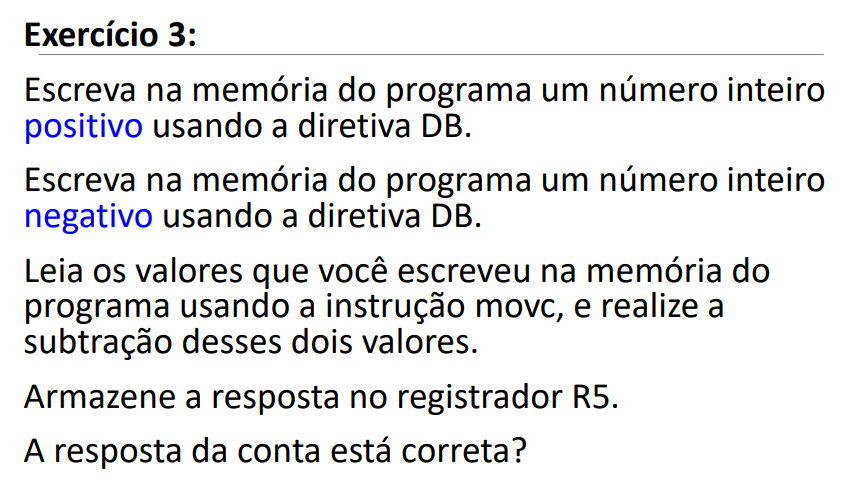 Exercício 3:
Escreva na memória do programa um número inteiro
positivo usando a diretiva DB.
Escreva na memória do programa um número inteiro
negativo usando a diretiva DB.
Leia os valores que você escreveu na memória do
programa usando a instrução movc, e realize a
subtração desses dois valores.
Armazene a resposta no registrador R5.
A resposta da conta está correta?